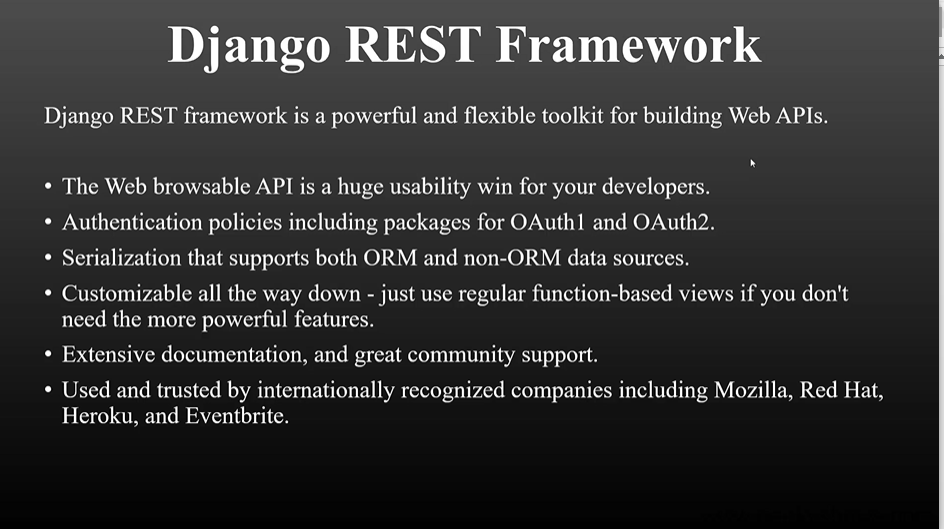 Django REST Framework
Django REST framework is a powerful and flexible toolkit for building Web APIs.
• The Web browsable API is a huge usability win for your developers.
• Authentication policies including packages for OAuth1 and OAuth2.
• Serialization that supports both ORM and non-ORM data sources.
• Customizable all the way down - just use regular function-based views if you don't
need the more powerful features.
• Extensive documentation, and great community support.
• Used and trusted by internationally recognized companies including Mozilla, Red Hat,
Heroku, and Eventbrite.